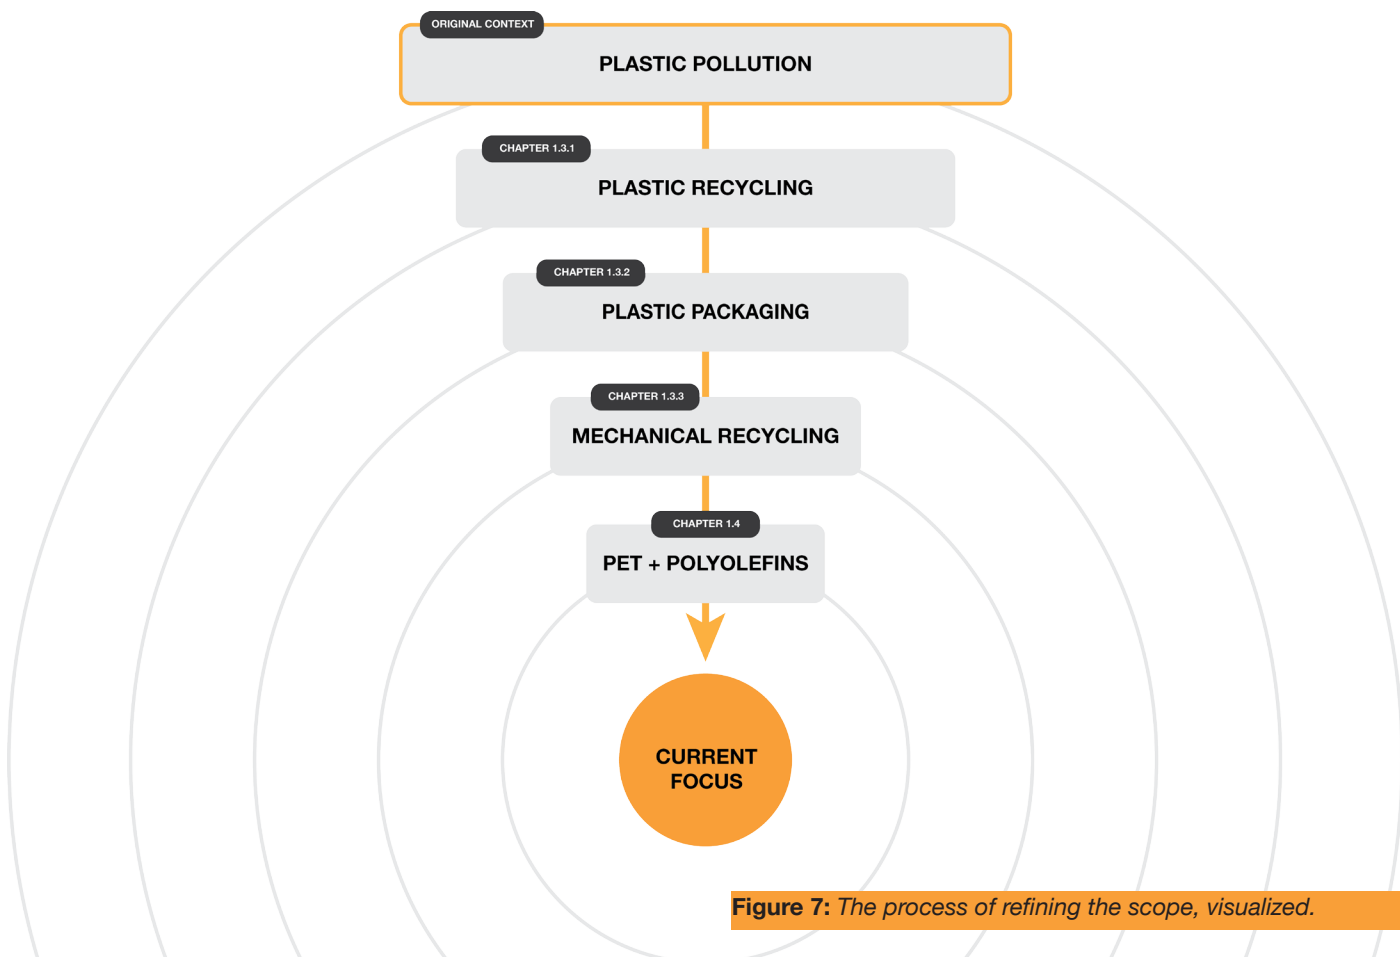 ORIGINAL CONTEXT
PLASTIC POLLUTION
CHAPTER 1.3.1
PLASTIC RECYCLING
CHAPTER 1.3.2
PLASTIC PACKAGING
CHAPTER 1.3.3
MECHANICAL RECYCLING
CHAPTER 1.4
PET + POLYOLEFINS
CURRENT
FOCUS
Figure 7: The process of refining the scope, visualized.